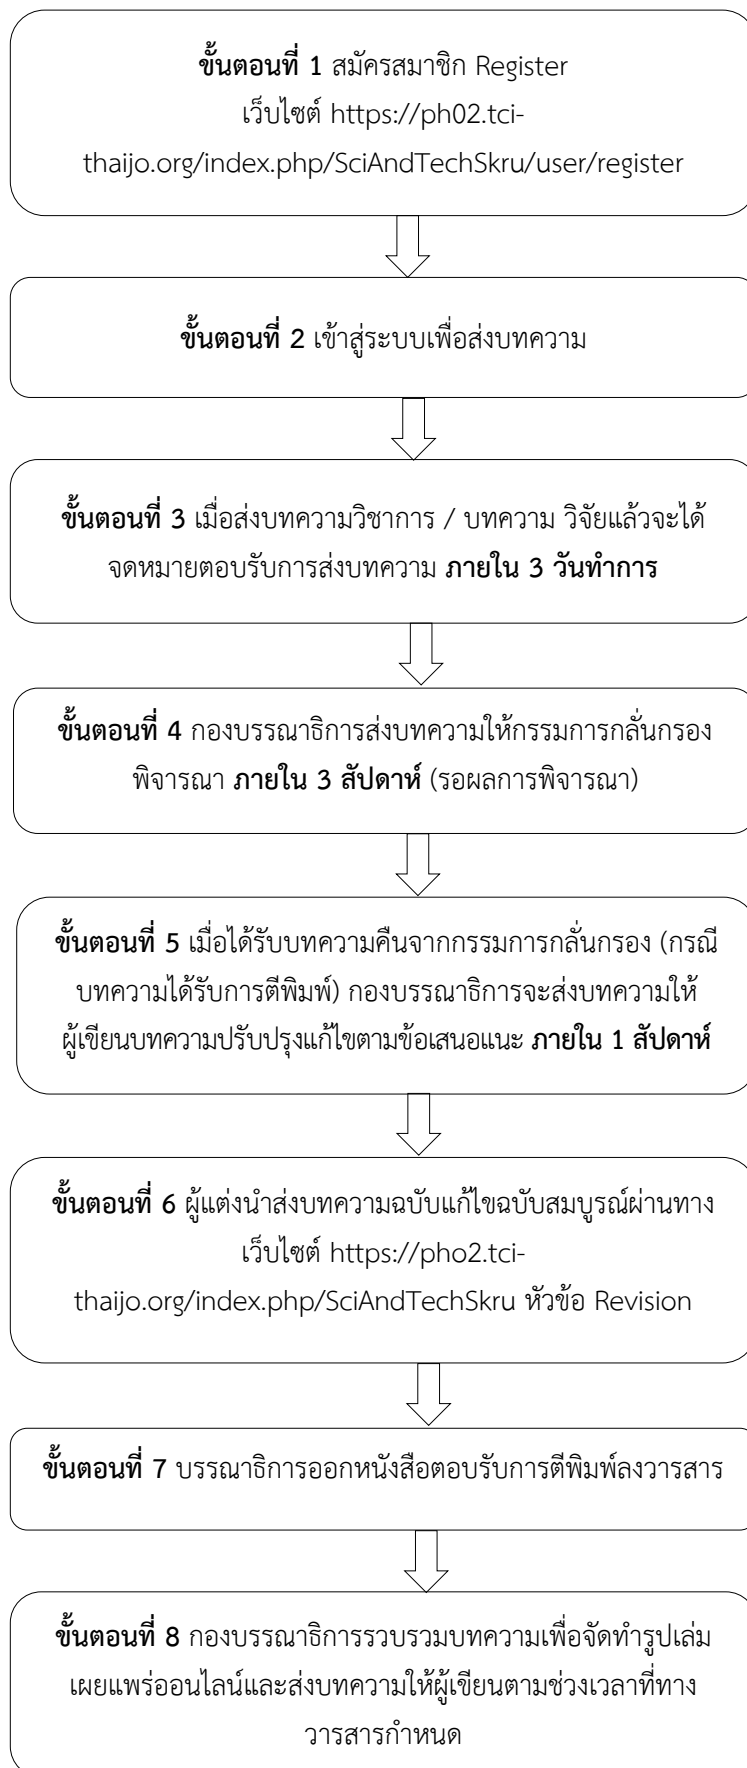 ขั้นตอนที่ 1 สมัครสมาชิก Register
เว็บไซต์ https://ph02.tci-
thaijo.org/index.php/SciAndTechSkru/user/register
ขั้นตอนที่ 2 เข้าสู่ระบบเพื่อส่งบทความ
ขั้นตอนที่ 3 เมื่อส่งบทความวิชาการ / บทความ วิจัยแล้วจะได้
จดหมายตอบรับการส่งบทความ ภายใน 3 วันทำการ
ขั้นตอนที่ 4 กองบรรณาธิการส่งบทความให้กรรมการกลั่นกรอง
พิจารณา ภายใน 3 สัปดาห์ (รอผลการพิจารณา)
ขั้นตอนที่ 5 เมื่อได้รับบทความคืนจากกรรมการกลั่นกรอง (กรณี
บทความได้รับการตีพิมพ์) กองบรรณาธิการจะส่งบทความให้
ผู้เขียนบทความปรับปรุงแก้ไขตามข้อเสนอแนะ ภายใน 1 สัปดาห์
ขั้นตอนที่ 6 ผู้แต่งนำส่งบทความฉบับแก้ไขฉบับสมบูรณ์ผ่านทาง
เว็บไซต์ https://pho2.tci-
thaijo.org/index.php/SciAndTechSkru หัวข้อ Revision
ขั้นตอนที่ 7 บรรณาธิการออกหนังสือตอบรับการตีพิมพ์ลงวารสาร
ขั้นตอนที่ 8 กองบรรณาธิการรวบรวมบทความเพื่อจัดทำรูปเล่ม
เผยแพร่ออนไลน์และส่งบทความให้ผู้เขียนตามช่วงเวลาที่ทาง
วารสารกำหนด